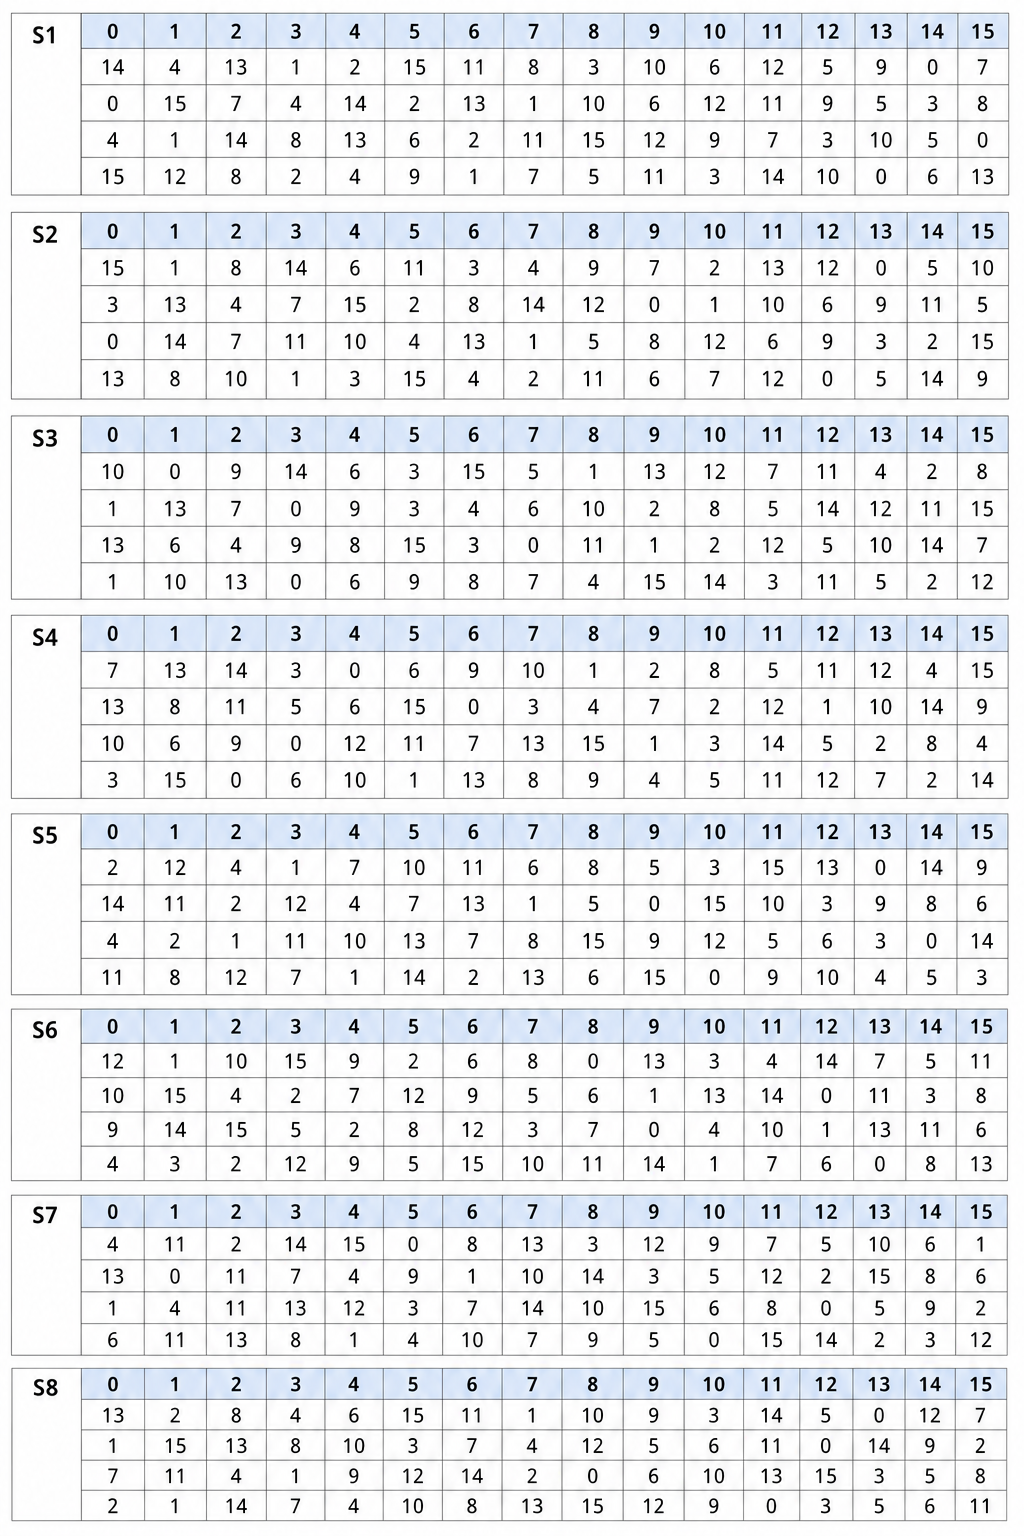 S1 0 1 2 3 4 5 6 7 8 9 10 11 12 13 14 15
14 4 13 1 2 15 11 8 3 10 6 12 5 9 0 7
0 15 7 4 14 2 13 1 10 6 12 11 9 5 3 8
4 1 14 8 13 6 2 11 15 12 9 7 3 10 5 0
15 12 8 2 4 9 1 7 5 11 3 14 10 0 6 13
S2 0 1 2 3 4 5 6 7 8 9 10 11 12 13 14 15
15 1 8 14 6 11 3 4 9 7 2 13 12 0 5 10
3 13 4 7 15 2 8 14 12 0 1 10 6 9 11 5
0 14 7 11 10 4 13 1 5 8 12 6 9 3 2 15
13 8 10 1 3 15 4 2 11 6 7 12 0 5 14 9
S3 0 1 2 3 4 5 6 7 8 9 10 11 12 13 14 15
10 0 9 14 6 3 15 5 1 13 12 7 11 4 2 8
1 13 7 0 9 3 4 6 10 2 8 5 14 12 11 15
13 6 4 9 8 15 3 0 11 1 2 12 5 10 14 7
1 10 13 0 6 9 8 7 4 15 14 3 11 5 2 12
S4 0 1 2 3 4 5 6 7 8 9 10 11 12 13 14 15
7 13 14 3 0 6 9 10 1 2 8 5 11 12 4 15
13 8 11 5 6 15 0 3 4 7 2 12 1 10 14 9
10 6 9 0 12 11 7 13 15 1 3 14 5 2 8 4
3 15 0 6 10 1 13 8 9 4 5 11 12 7 2 14
S5 0 1 2 3 4 5 6 7 8 9 10 11 12 13 14 15
2 12 4 1 7 10 11 6 8 5 3 15 13 0 14 9
14 11 2 12 4 7 13 1 5 0 15 10 3 9 8 6
4 2 1 11 10 13 7 8 15 9 12 5 6 3 0 14
11 8 12 7 1 14 2 13 6 15 0 9 10 4 5 3
S6 0 1 2 3 4 5 6 7 8 9 10 11 12 13 14 15
12 1 10 15 9 2 6 8 0 13 3 4 14 7 5 11
10 15 4 2 7 12 9 5 6 1 13 14 0 11 3 8
9 14 15 5 2 8 12 3 7 0 4 10 1 13 11 6
4 3 2 12 9 5 15 10 11 14 1 7 6 0 8 13
S7 0 1 2 3 4 5 6 7 8 9 10 11 12 13 14 15
4 11 2 14 15 0 8 13 3 12 9 7 5 10 6 1
13 0 11 7 4 9 1 10 14 3 5 12 2 15 8 6
1 4 11 13 12 3 7 14 10 15 6 8 0 5 9 2
6 11 13 8 1 4 10 7 9 5 0 15 14 2 3 12
S8 0 1 2 3 4 5 6 7 8 9 10 11 12 13 14 15
13 2 8 4 6 15 11 1 10 9 3 14 5 0 12 7
1 15 13 8 10 3 7 4 12 5 6 11 0 14 9 2
7 11 4 1 9 12 14 2 0 6 10 13 15 3 5 8
2 1 14 7 4 10 8 13 15 12 9 0 3 5 6 11